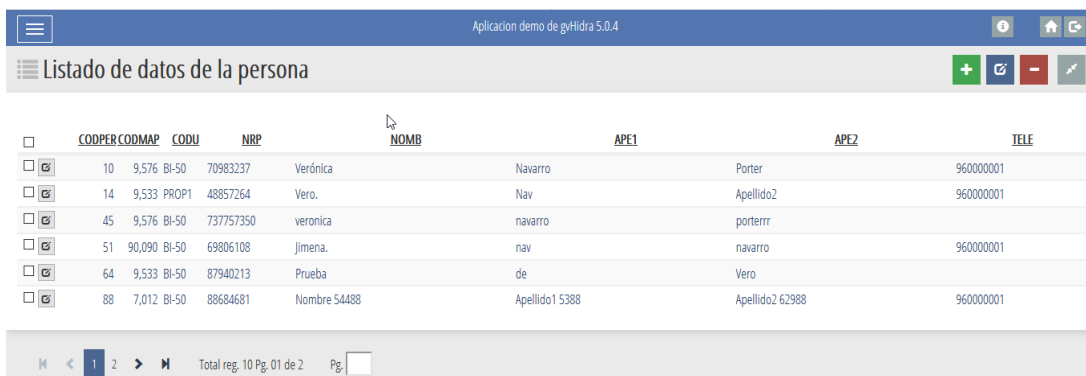 Aplicacion demo de gvHidra 5.0.4
Listado de datos de la persona
CODPER CODMAP CODU NRP NOMB APE1 APE2 TELE
10 9,576 BI-50 70983237 Verónica Navarro Porter 960000001
14 9,533 PROP1 48857264 Vero. Nav Apellido2 960000001
45 9,576 BI-50 737757350 veronica navarro porterrr
51 90,090 BI-50 69806108 Jimena. nav navarro 960000001
64 9,533 BI-50 87940213 Prueba de Vero
88 7,012 BI-50 88684681 Nombre 54488 Apellido1 5388 Apellido2 62988 960000001
1 2 Total reg. 10 Pg. 01 de 2 Pg.